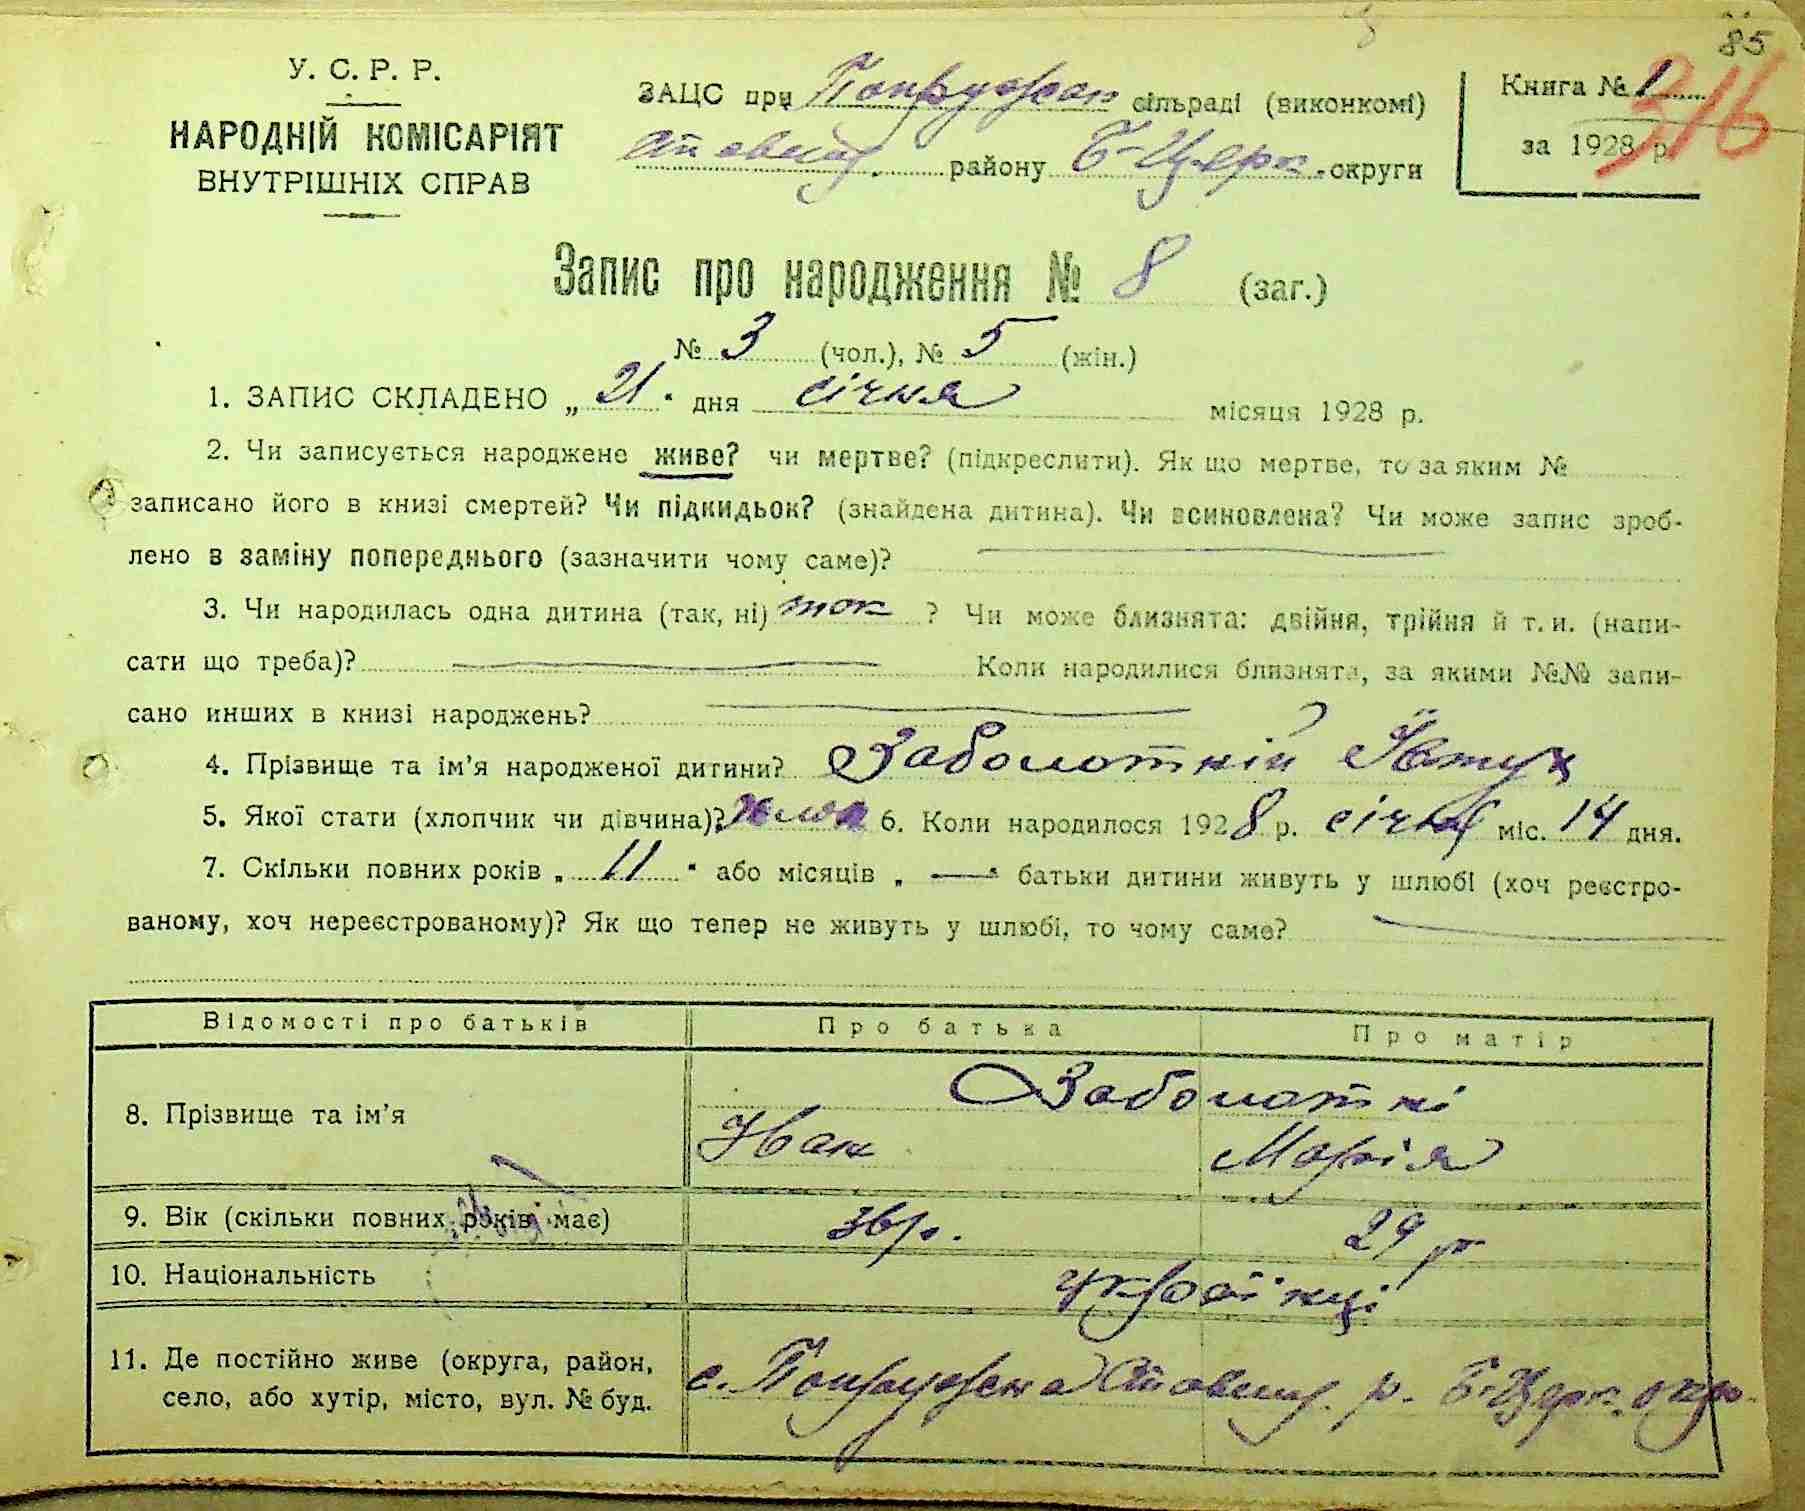 85
У. С. Р. Р.
НАРОДНІЙ КОМІСАРІЯТ
ВНУТРІШНІХ СПРАВ
ЗАЦС при Попружан сільраді (виконкомі)
Ставищ. району Б-Церк. округи
Книга № 1
316
за 1928 р.
Запис про народження № 8 (заг.)
№ 3 (чол.), № 5 (жін.)
1. ЗАПИС СКЛАДЕНО „ 21 " дня січня місяця 1928 р.
2. Чи записується народжене живе? чи мертве? (підкреслити). Як що мертве, то за яким №
записано його в книзі смертей? Чи підкидьок? (знайдена дитина). Чи всиновлена? Чи може запис зроб-
лено в заміну попереднього (зазначити чому саме)?
3. Чи народилась одна дитина (так, ні) так ? Чи може близнята: двійня, трійня й т. и. (напи-
сати що треба)? Коли народилися близнята, за якими №№ запи-
сано инших в книзі народжень?
4. Прізвище та ім'я народженої дитини? Заболотній
5. Якої стати (хлопчик чи дівчина)? 6. Коли народилося 1928 р. січня міс. 14 дня.
7. Скільки повних років „ 11 " або місяців „ — " батьки дитини живуть у шлюбі (хоч реєстро-
ваному, хоч нереєстрованому)? Як що тепер не живуть у шлюбі, то чому саме?
Відомості про батьків Про батька Про матір
8. Прізвище та ім'я Заболотні
Іван Марія
9. Вік (скільки повних років має) 36 р. 29 р
10. Національність українці
11. Де постійно живе (округа, район,
село, або хутір, місто, вул. № буд. с. Попружна Ставищ. р. Б-Церк. окр.